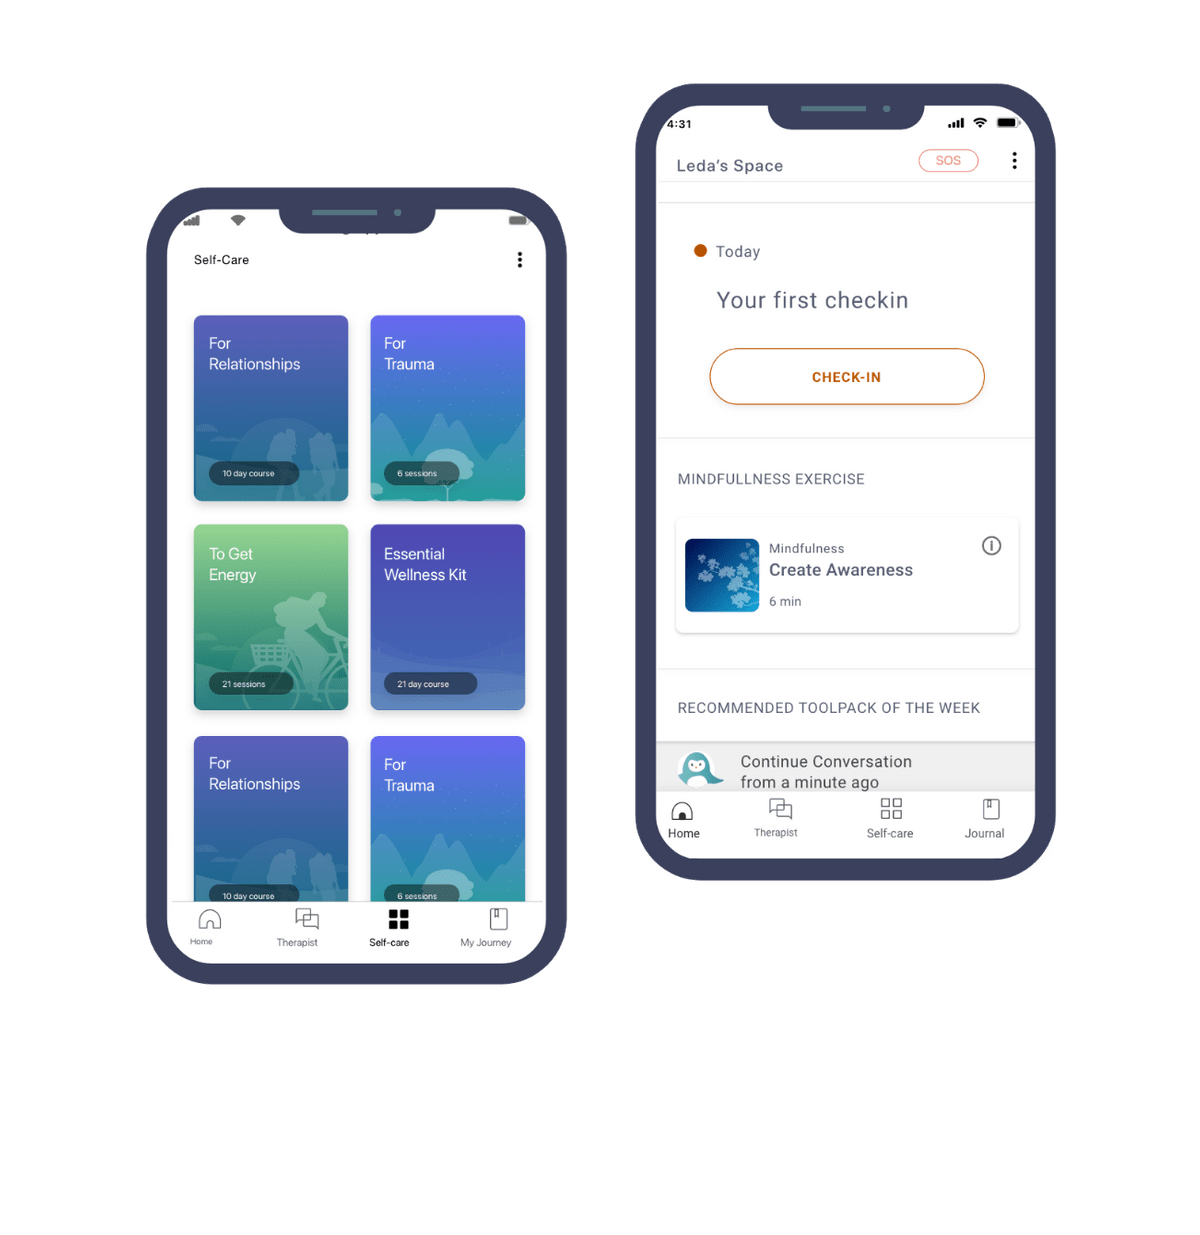 Self-Care
For
Relationships
10 day course
For
Trauma
6 sessions
To Get
Energy
21 sessions
Essential
Wellness Kit
21 day course
For
Relationships
10 day course
For
Trauma
6 sessions
Home
Therapist
Self-care
My Journey
4:31
Leda's Space
SOS
Today
Your first checkin
CHECK-IN
MINDFULLNESS EXERCISE
Mindfulness
Create Awareness
6 min
RECOMMENDED TOOLPACK OF THE WEEK
Continue Conversation
from a minute ago
Home
Therapist
Self-care
Journal